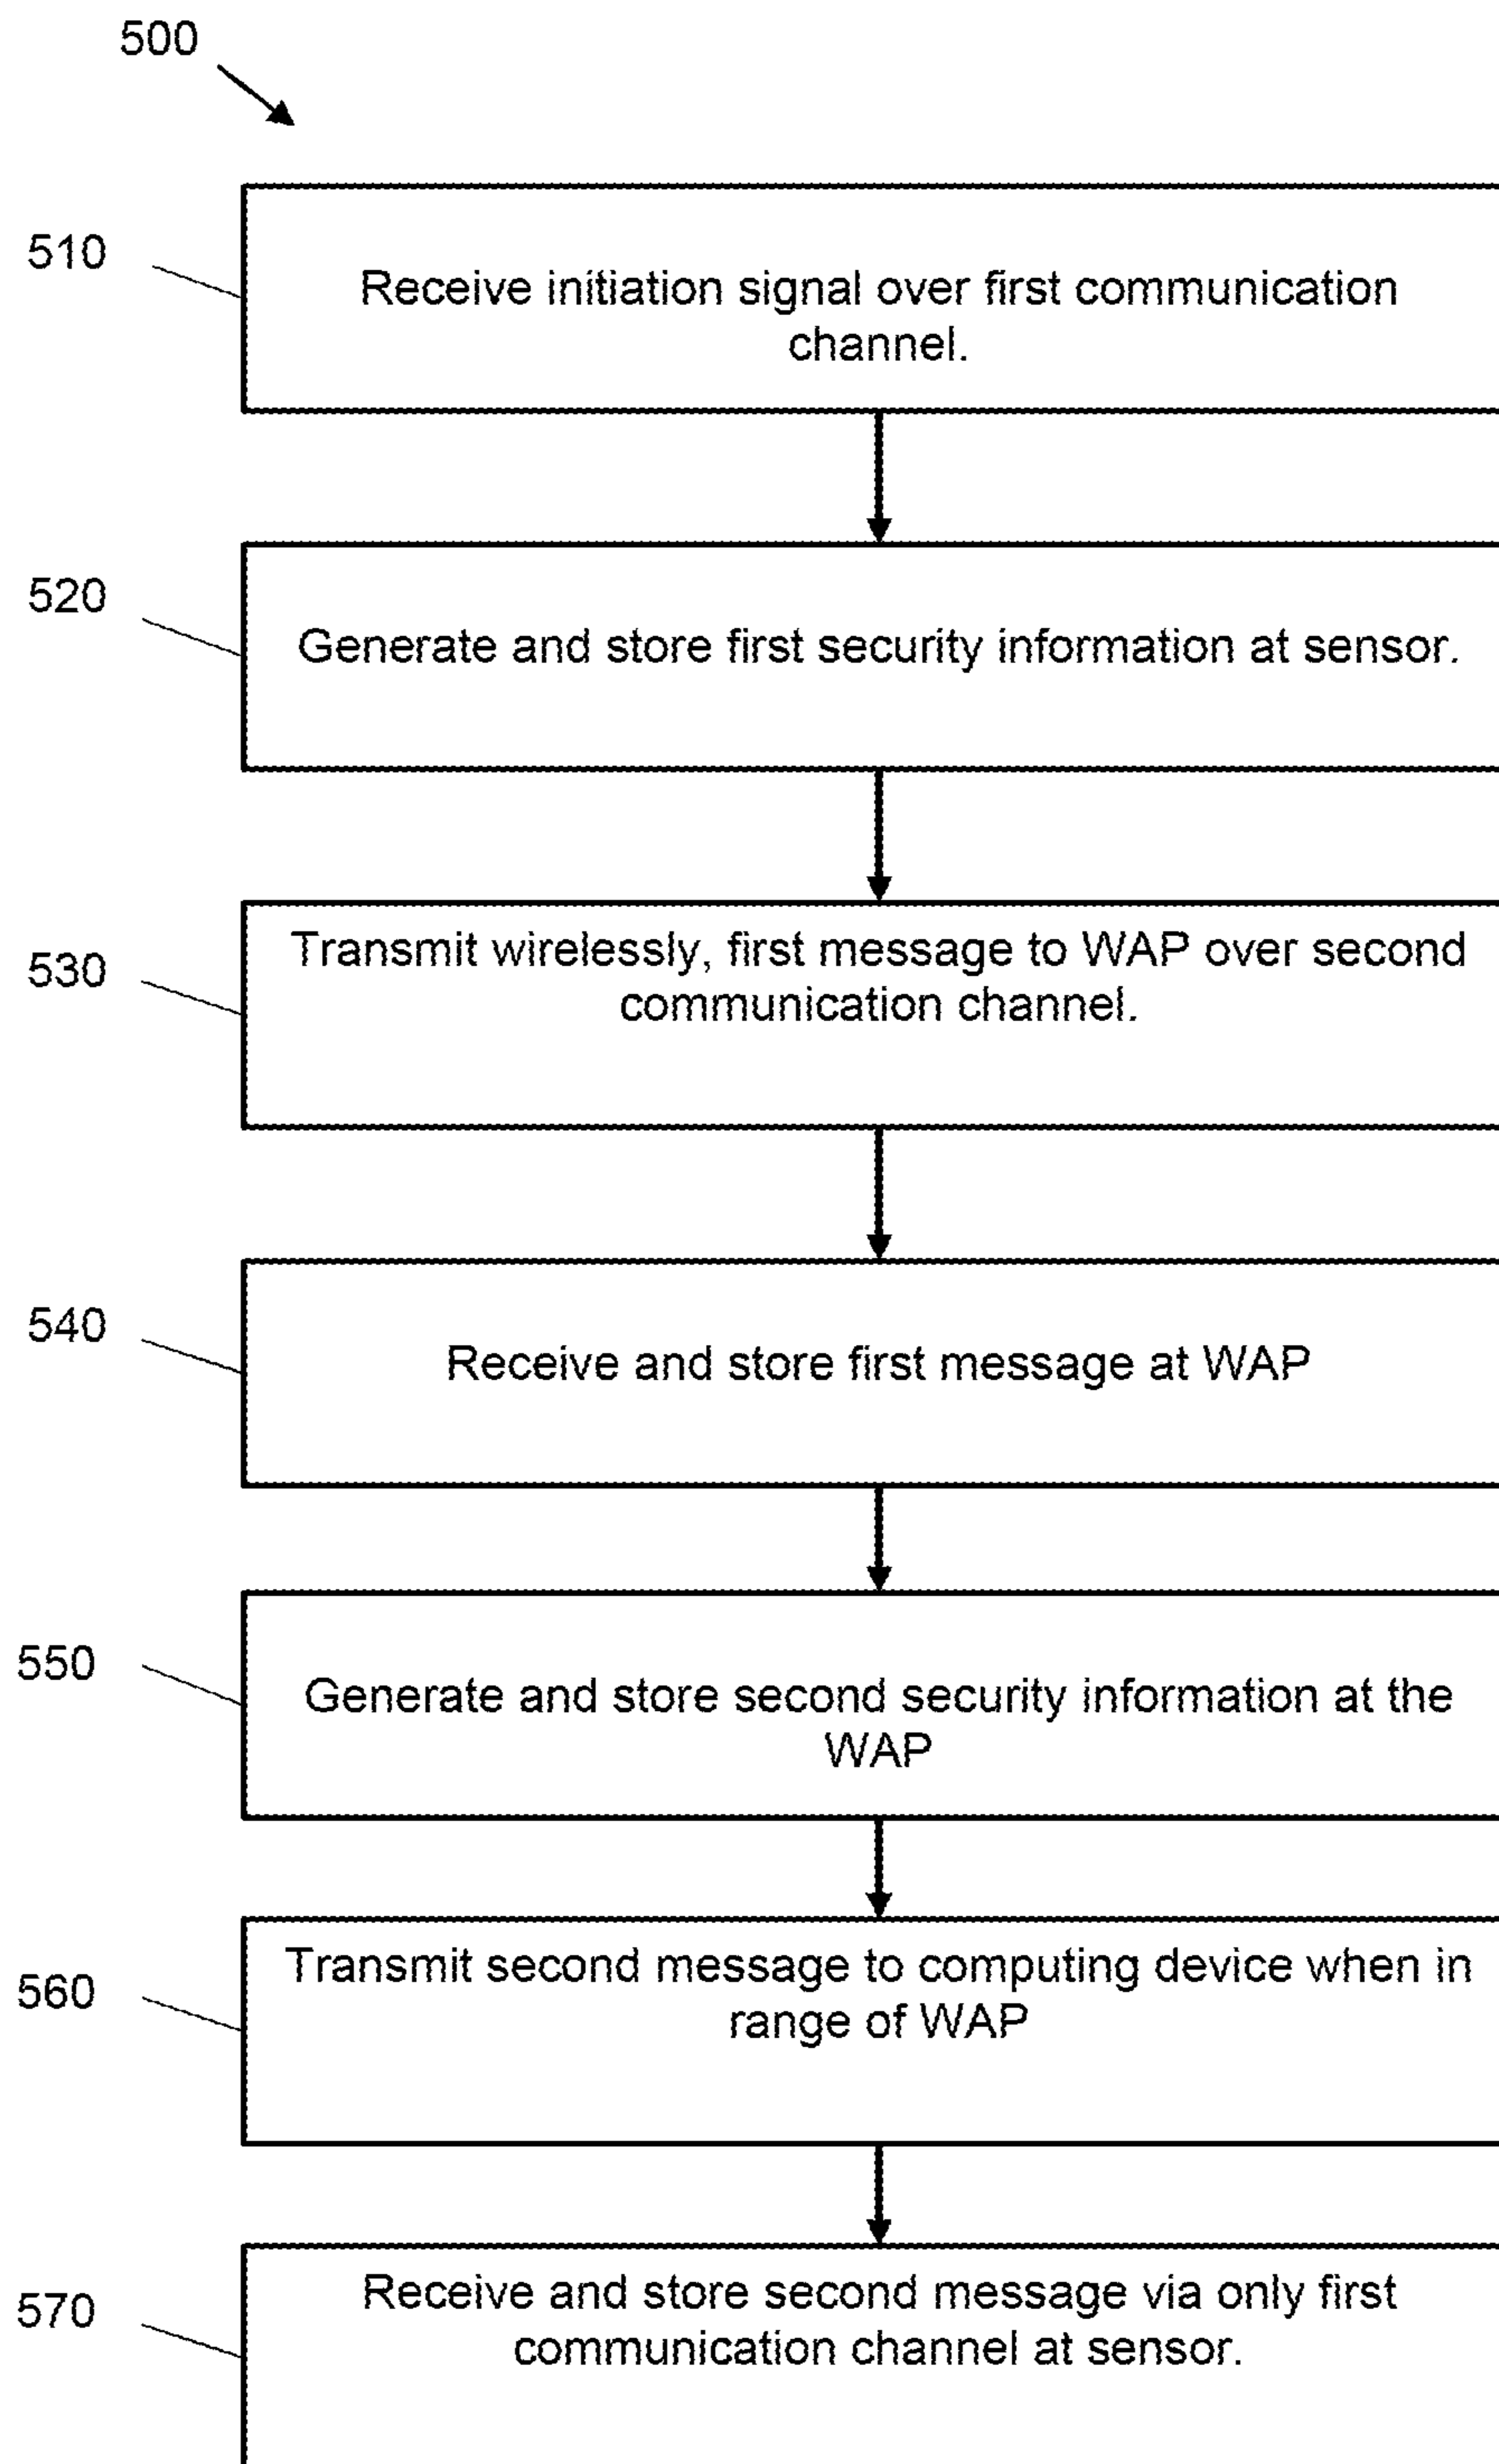 500
510
Receive initiation signal over first communication
channel.
520
Generate and store first security information at sensor.
530
Transmit wirelessly, first message to WAP over second
communication channel.
540
Receive and store first message at WAP
550
Generate and store second security information at the
WAP
560
Transmit second message to computing device when in
range of WAP
570
Receive and store second message via only first
communication channel at sensor.